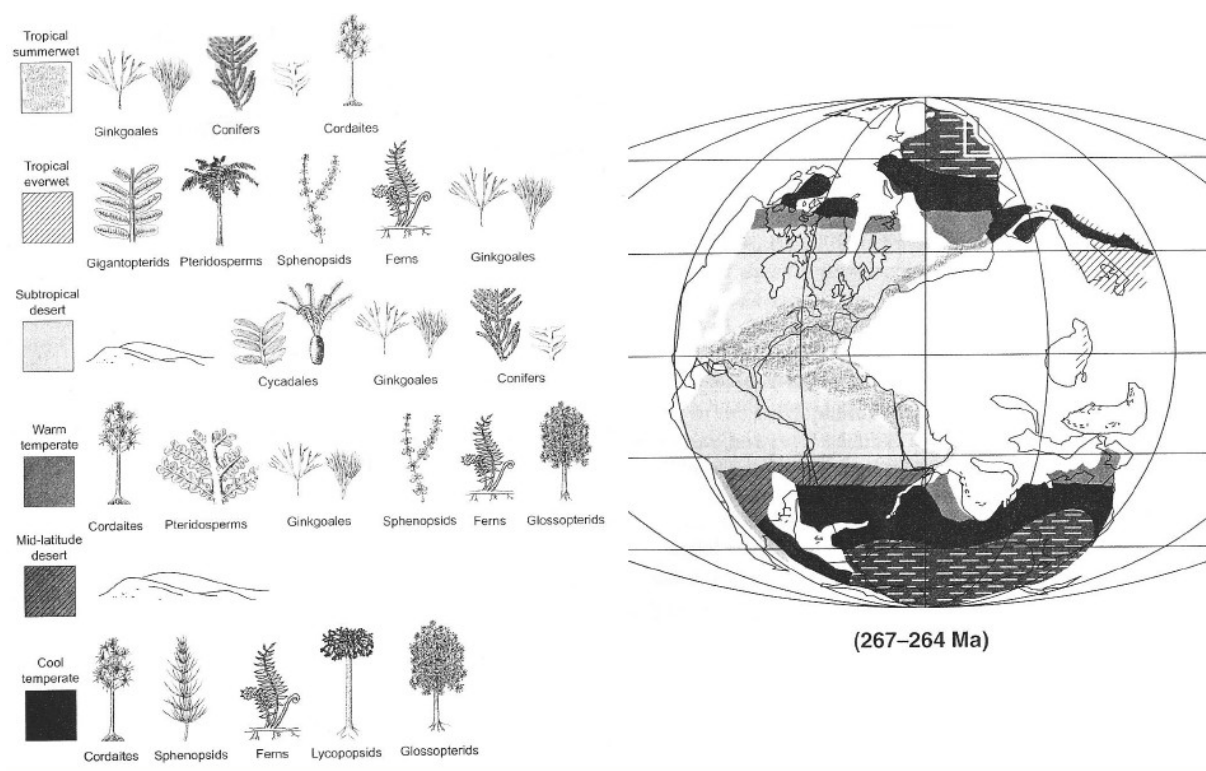 Tropical
summerwet
Ginkgoales
Conifers
Cordaites
Tropical
everwet
Gigantopterids
Pteridosperms
Sphenopsids
Ferns
Ginkgoales
Subtropical
desert
Cycadales
Ginkgoales
Conifers
Warm
temperate
Cordaites
Pteridosperms
Ginkgoales
Sphenopsids
Ferns
Glossopterids
Mid-latitude
desert
Cool
temperate
Cordaites
Sphenopsids
Ferns
Lycopopsids
Glossopterids
(267–264 Ma)